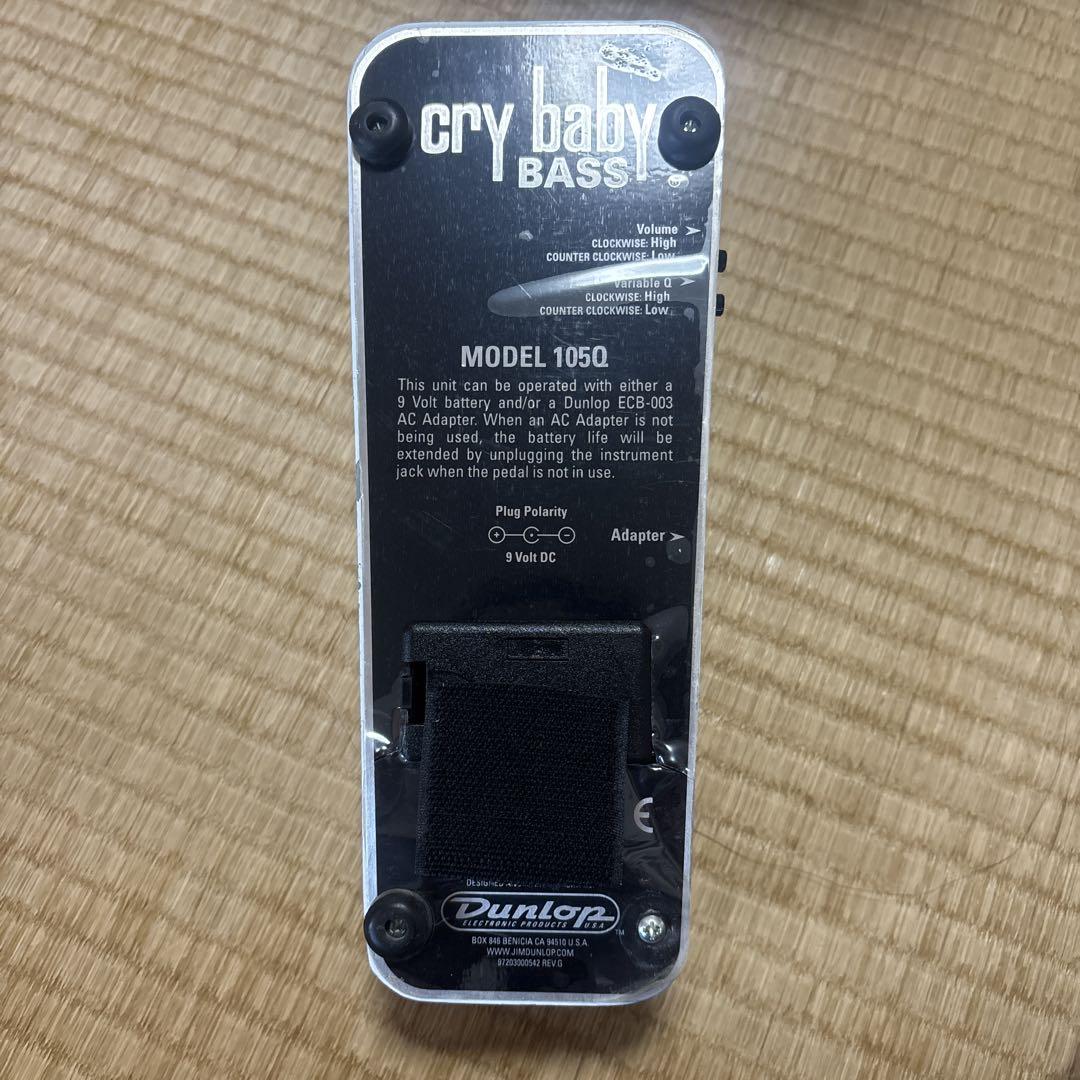 cry baby
BASS
Volume
CLOCKWISE: High
COUNTER CLOCKWISE: Low
Variable Q
CLOCKWISE: High
COUNTER CLOCKWISE: Low
MODEL 105Q
This unit can be operated with either a
9 Volt battery and/or a Dunlop ECB-003
AC Adapter. When an AC Adapter is not
being used, the battery life will be
extended by unplugging the instrument
jack when the pedal is not in use.
Plug Polarity
+ -
Adapter
9 Volt DC
CE
DESIGNED
Dunlop™
ELECTRONIC PRODUCTS U.S.A
BOX 846 BENICIA CA 94510 U.S.A.
WWW.JIMDUNLOP.COM
97203000542 REV.G